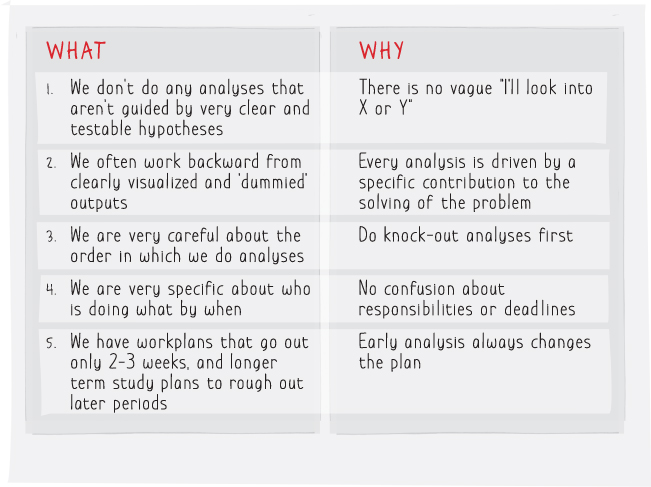 WHAT
WHY
1. We don't do any analyses that
aren't guided by very clear and
testable hypotheses
There is no vague "I'll look into
X or Y"
2. We often work backward from
clearly visualized and 'dummied'
outputs
Every analysis is driven by a
specific contribution to the
solving of the problem
3. We are very careful about the
order in which we do analyses
Do knock-out analyses first
4. We are very specific about who
is doing what by when
No confusion about
responsibilities or deadlines
5. We have workplans that go out
only 2-3 weeks, and longer
term study plans to rough out
later periods
Early analysis always changes
the plan